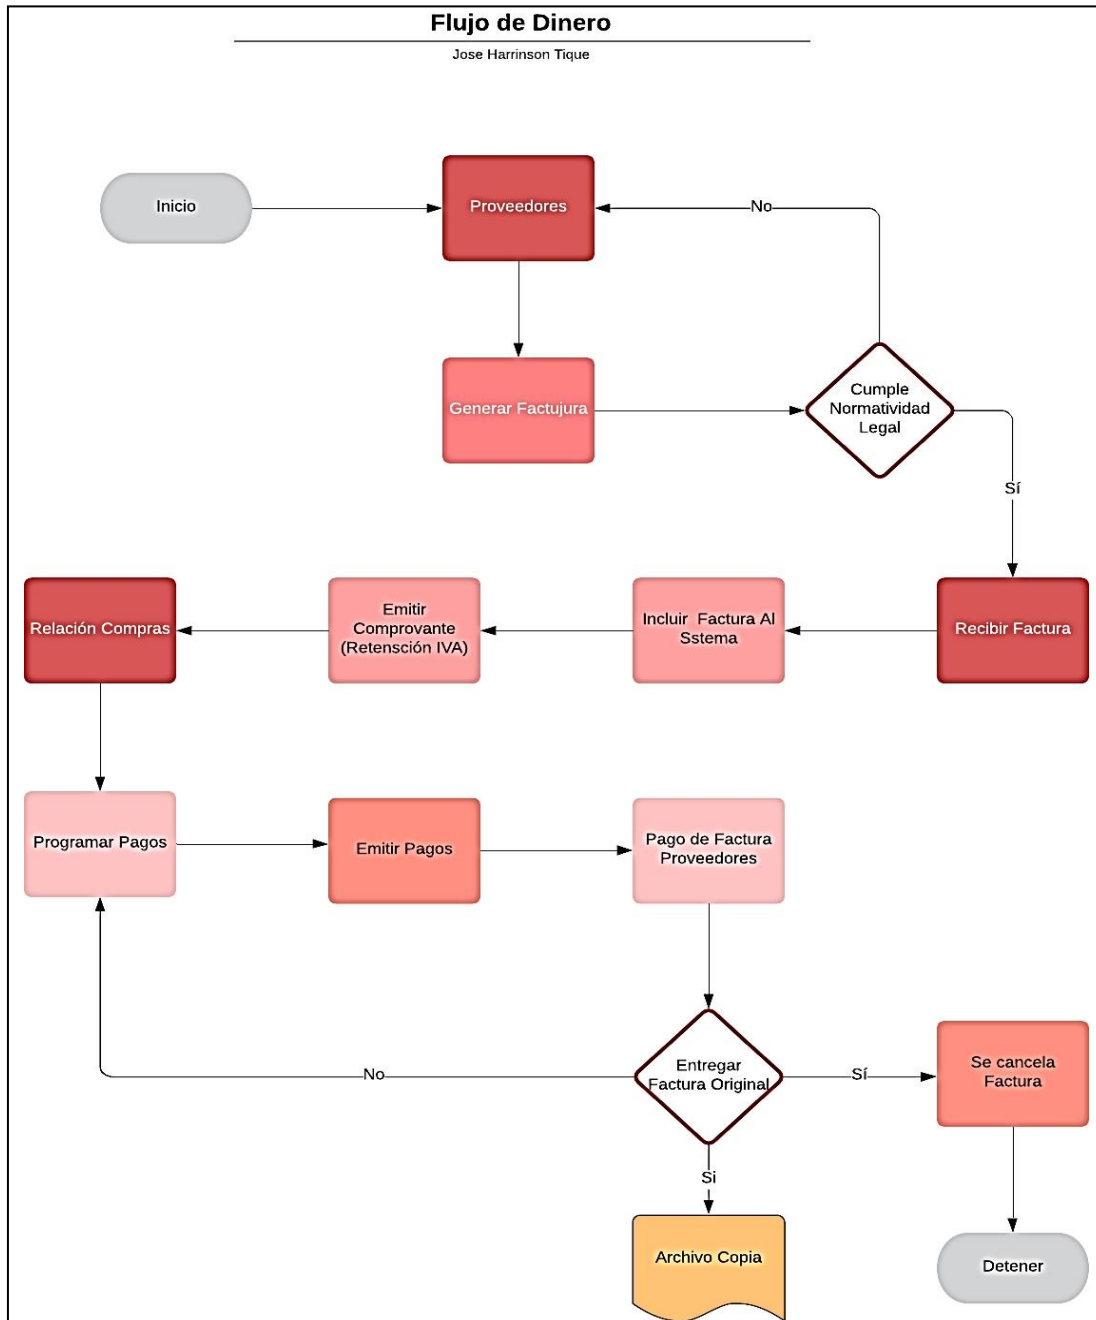 Flujo de Dinero
Jose Harrinson Tique
Inicio
Proveedores
No
Generar Factujura
Cumple
Normatividad
Legal
Sí
Relación Compras
Emitir
Comprovante
(Retensción IVA)
Incluir Factura Al
Sstema
Recibir Factura
Programar Pagos
Emitir Pagos
Pago de Factura
Proveedores
No
Entregar
Factura Original
Sí
Se cancela
Factura
Si
Archivo Copia
Detener